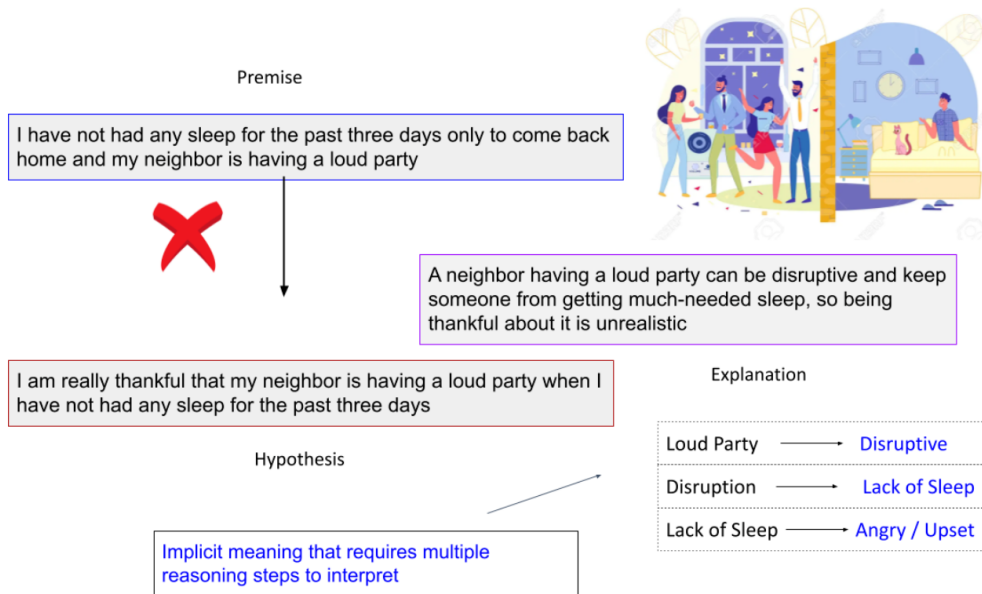 Premise
I have not had any sleep for the past three days only to come back
home and my neighbor is having a loud party
A neighbor having a loud party can be disruptive and keep
someone from getting much-needed sleep, so being
thankful about it is unrealistic
Explanation
I am really thankful that my neighbor is having a loud party when I
have not had any sleep for the past three days
Hypothesis
Loud Party Disruptive
Disruption Lack of Sleep
Lack of Sleep Angry / Upset
Implicit meaning that requires multiple
reasoning steps to interpret